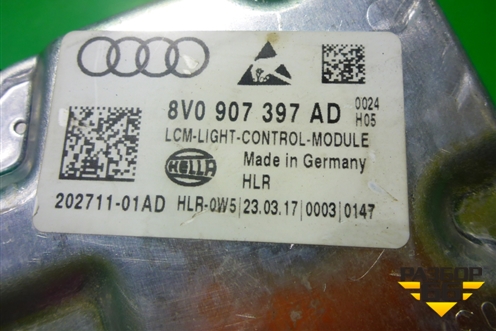 8V0 907 397 AD 0024
H05
LCM-LIGHT-CONTROL-MODULE
HELLA
Made in Germany
HLR
202711-01AD HLR-0W5 | 23.03.17 | 0003 | 0147
РАЗБОР